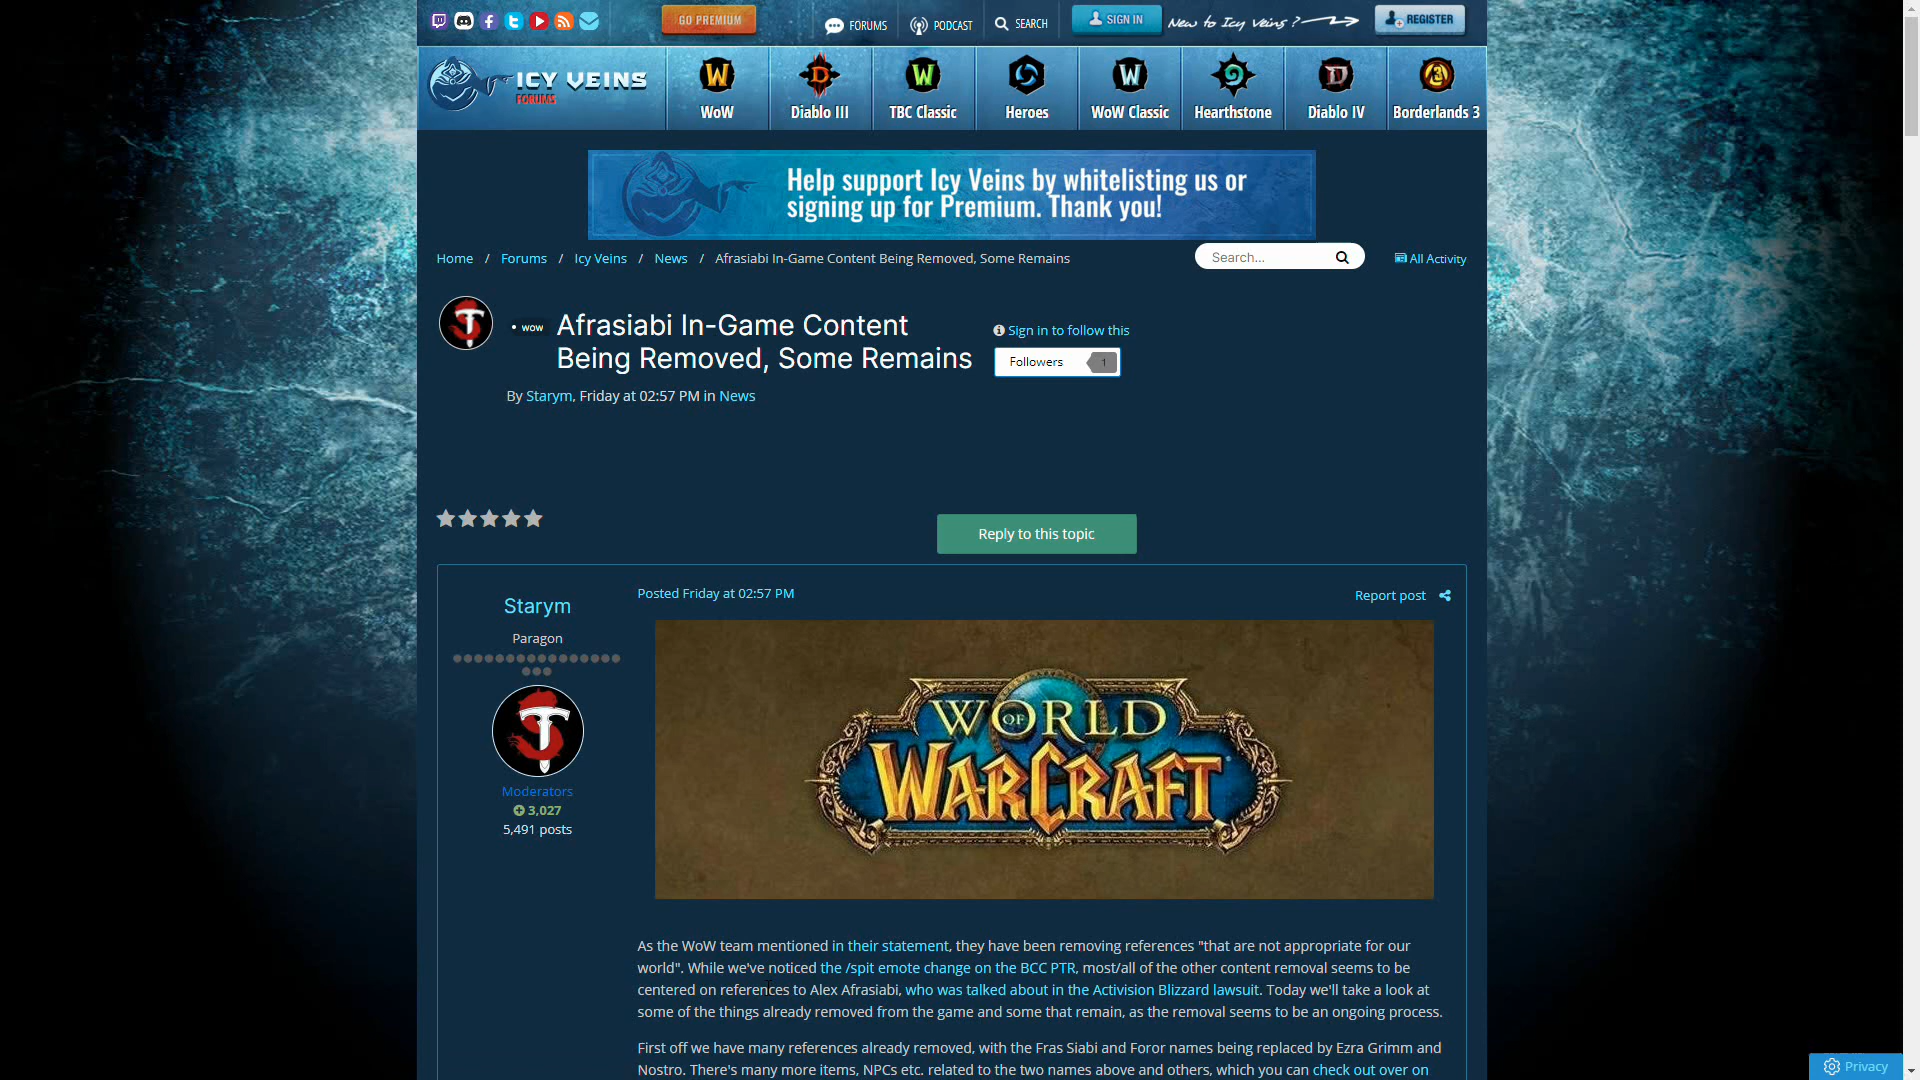 GO PREMIUM
FORUMS
PODCAST
SEARCH
SIGN IN
New to Icy Veins?
REGISTER
ICY VEINS
FORUMS
WoW
Diablo III
TBC Classic
Heroes
WoW Classic
Hearthstone
Diablo IV
Borderlands 3
Help support Icy Veins by whitelisting us or
signing up for Premium. Thank you!
Home / Forums / Icy Veins / News / Afrasiabi In-Game Content Being Removed, Some Remains
Search...
All Activity
• wow
Afrasiabi In-Game Content
Being Removed, Some Remains
Sign in to follow this
Followers 1
By Starym, Friday at 02:57 PM in News
Reply to this topic
Starym
Paragon
Moderators
3,027
5,491 posts
Posted Friday at 02:57 PM
Report post
WORLD
OF
WARCRAFT
As the WoW team mentioned in their statement, they have been removing references "that are not appropriate for our
world". While we've noticed the /spit emote change on the BCC PTR, most/all of the other content removal seems to be
centered on references to Alex Afrasiabi, who was talked about in the Activision Blizzard lawsuit. Today we'll take a look at
some of the things already removed from the game and some that remain, as the removal seems to be an ongoing process.
First off we have many references already removed, with the Fras Siabi and Foror names being replaced by Ezra Grimm and
Nostro. There's many more items, NPCs etc. related to the two names above and others, which you can check out over on
Privacy